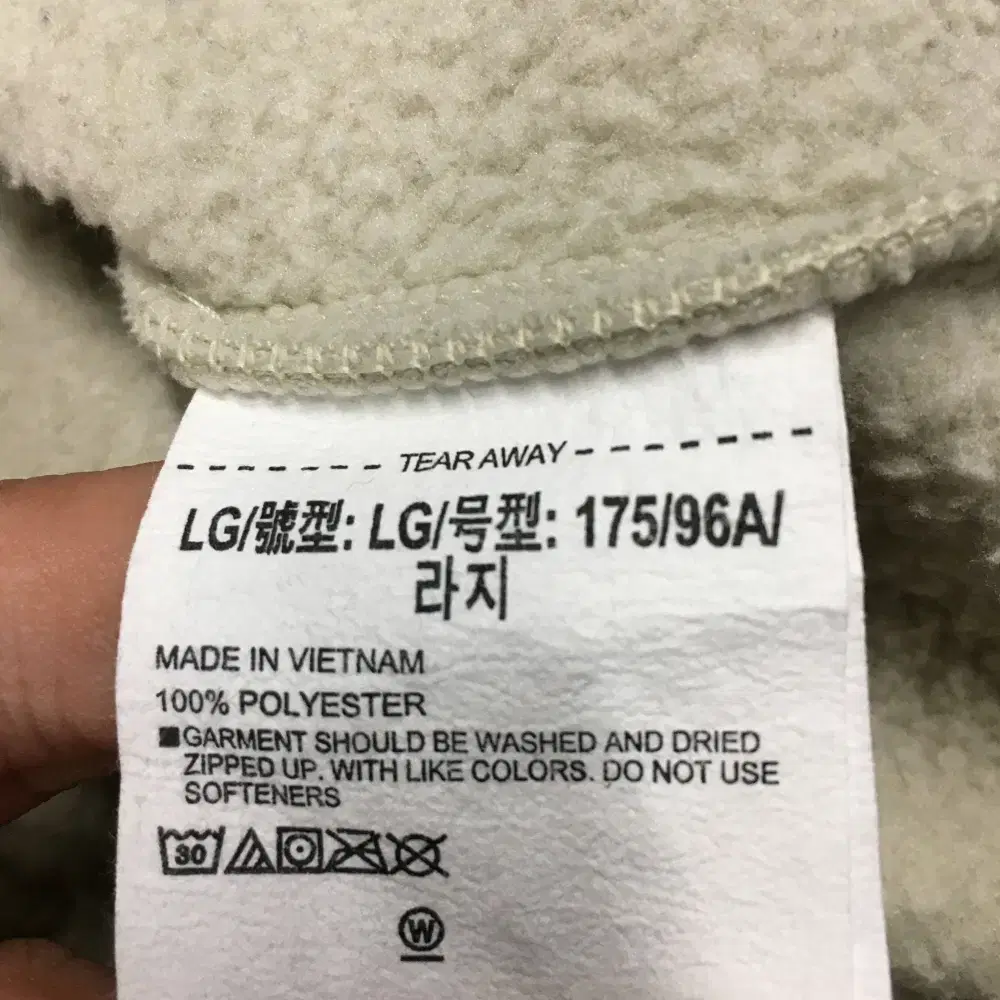 TEAR AWAY
LG/號型: LG/号型: 175/96A/
라지
MADE IN VIETNAM
100% POLYESTER
■GARMENT SHOULD BE WASHED AND DRIED
ZIPPED UP. WITH LIKE COLORS. DO NOT USE
SOFTENERS
30
W